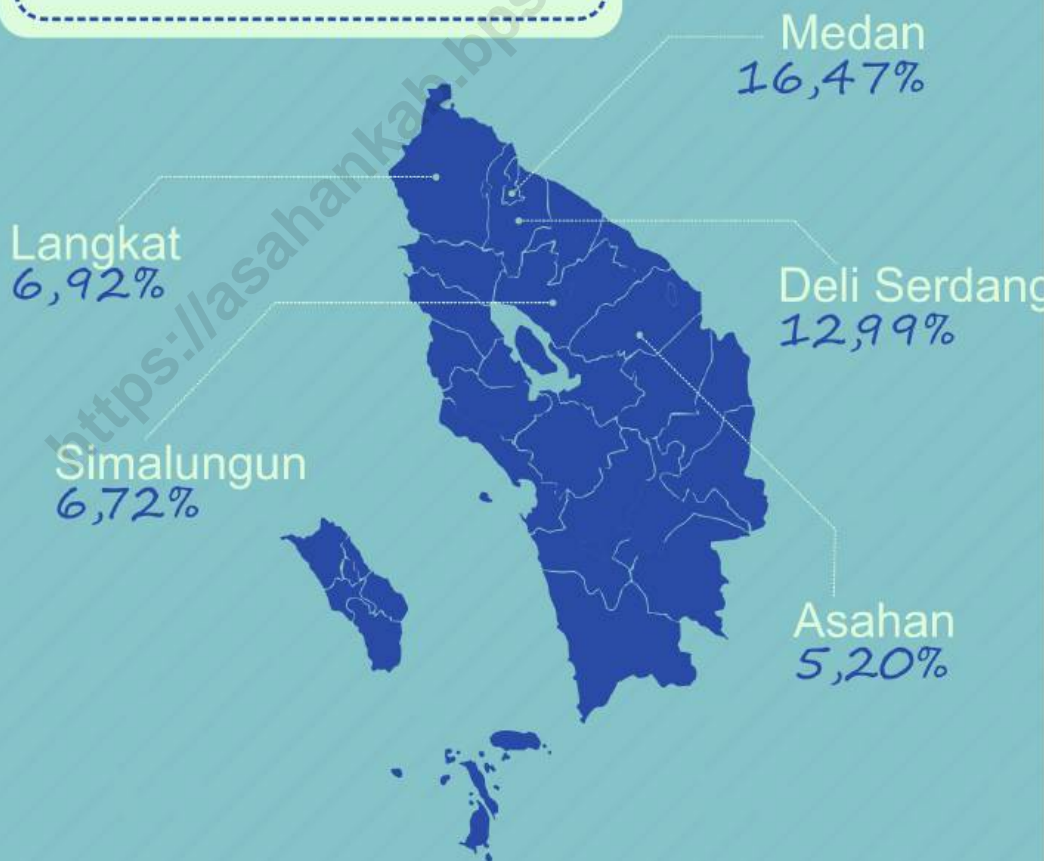 Medan
16,47%
Langkat
6,92%
Deli Serdang
12,99%
Simalungun
6,72%
Asahan
5,20%
https://asahankab.bps